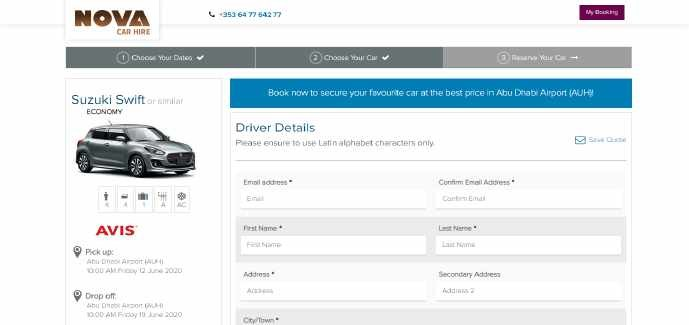 NOVA
CAR HIRE
+353 64 77 642 77
My Booking
1 Choose Your Dates
2 Choose Your Car
3 Reserve Your Car
Suzuki Swift or similar
ECONOMY
4 1 A AC
AVIS
Pick up:
Abu Dhabi Airport (AUH)
10:00 AM Friday 12 June 2020
Drop off:
Abu Dhabi Airport (AUH)
10:00 AM Friday 19 June 2020
Book now to secure your favourite car at the best price in Abu Dhabi Airport (AUH)!
Driver Details
Please ensure to use Latin alphabet characters only.
Save Quote
Email address * Confirm Email Address *
Email Confirm Email
First Name * Last Name *
First Name Last Name
Address * Secondary Address
Address Address 2
City/Town *